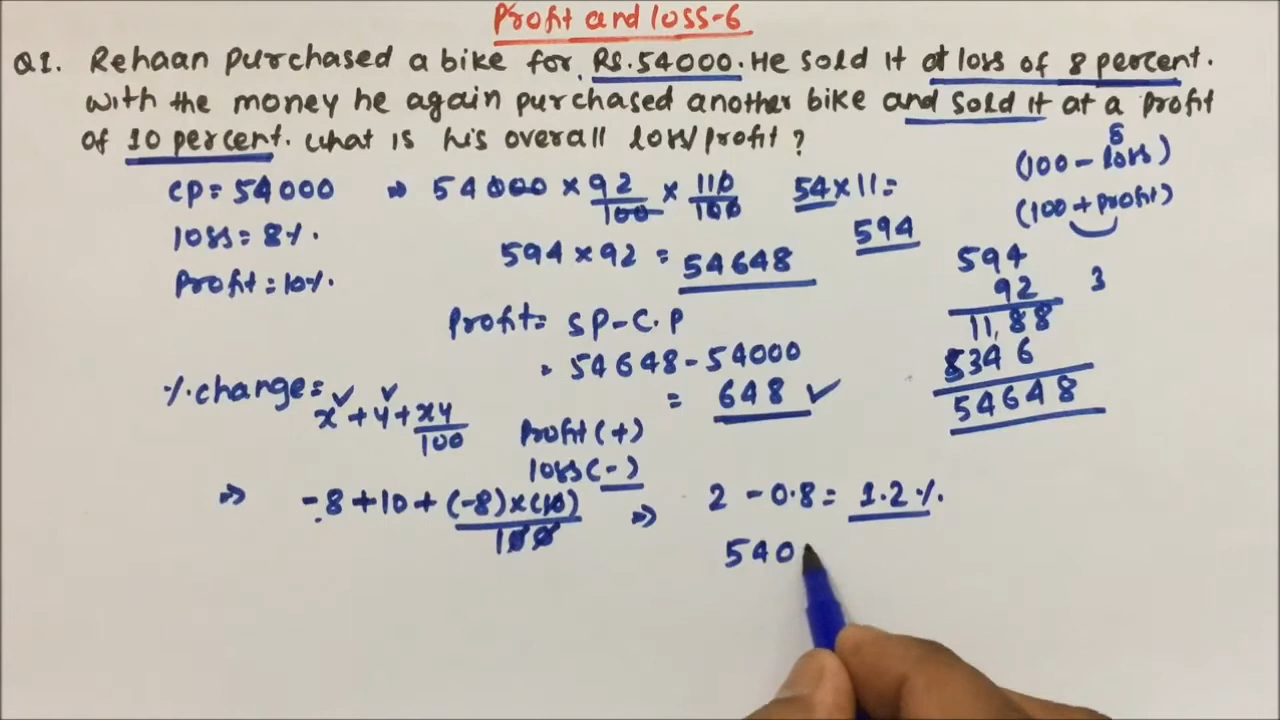 Profit and loss-6
Q1. Rehaan purchased a bike for Rs.54000. He sold it at loss of 8 percent.
With the money he again purchased another bike and sold it at a profit
of 10 percent. What is his overall loss/profit?
CP = 54000 ⇒ 54000 × 92/100 × 110/100 54×11 =
594
loss = 8%.
Profit = 10%.
594 × 92 = 54648
Profit = SP - C.P
= 54648 - 54000
= 648 ✓
(100 - loss)
(100 + profit)
594
92 3
11,88
5346
54648
%.change = x + y + xy/100
Profit (+)
loss (-)
⇒ -8 + 10 + (-8)×(10)/100 ⇒ 2 - 0.8 = 1.2%.
540